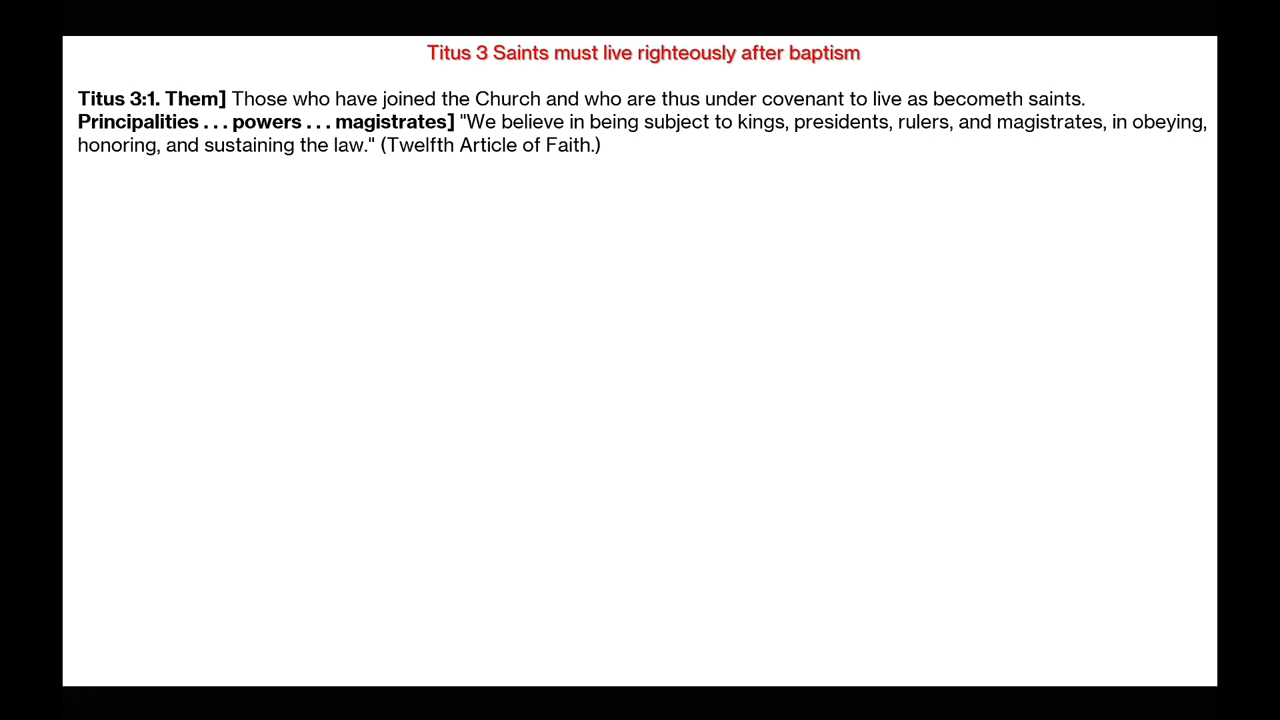 Titus 3 Saints must live righteously after baptism
Titus 3:1. Them] Those who have joined the Church and who are thus under covenant to live as becometh saints.
Principalities . . . powers . . . magistrates] "We believe in being subject to kings, presidents, rulers, and magistrates, in obeying,
honoring, and sustaining the law." (Twelfth Article of Faith.)